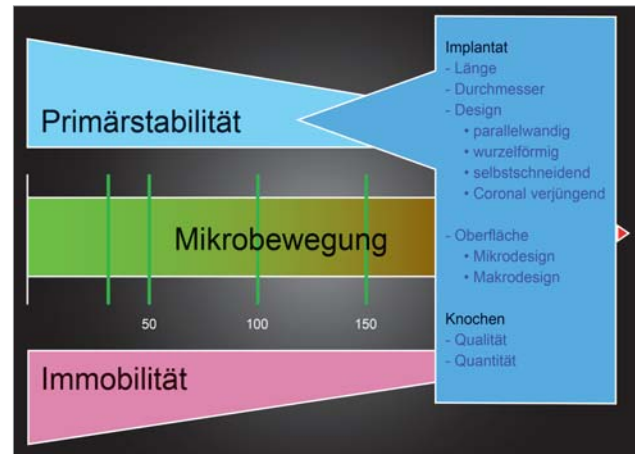 Primärstabilität
Mikrobewegung
50
100
150
Immobilität
Implantat
- Länge
- Durchmesser
- Design
• parallelwandig
• wurzelförmig
• selbstschneidend
• Coronal verjüngend
- Oberfläche
• Mikrodesign
• Makrodesign
Knochen
- Qualität
- Quantität